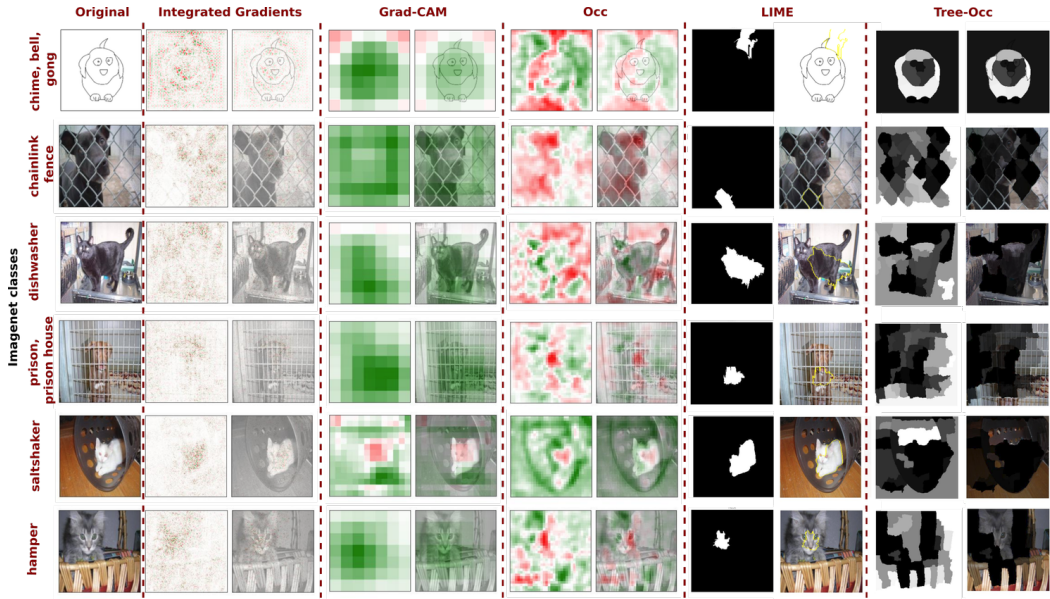 Original Integrated Gradients Grad-CAM Occ LIME Tree-Occ
Imagenet classes
chime, bell,
gong
chainlink
fence
dishwasher
prison,
prison house
saltshaker
hamper